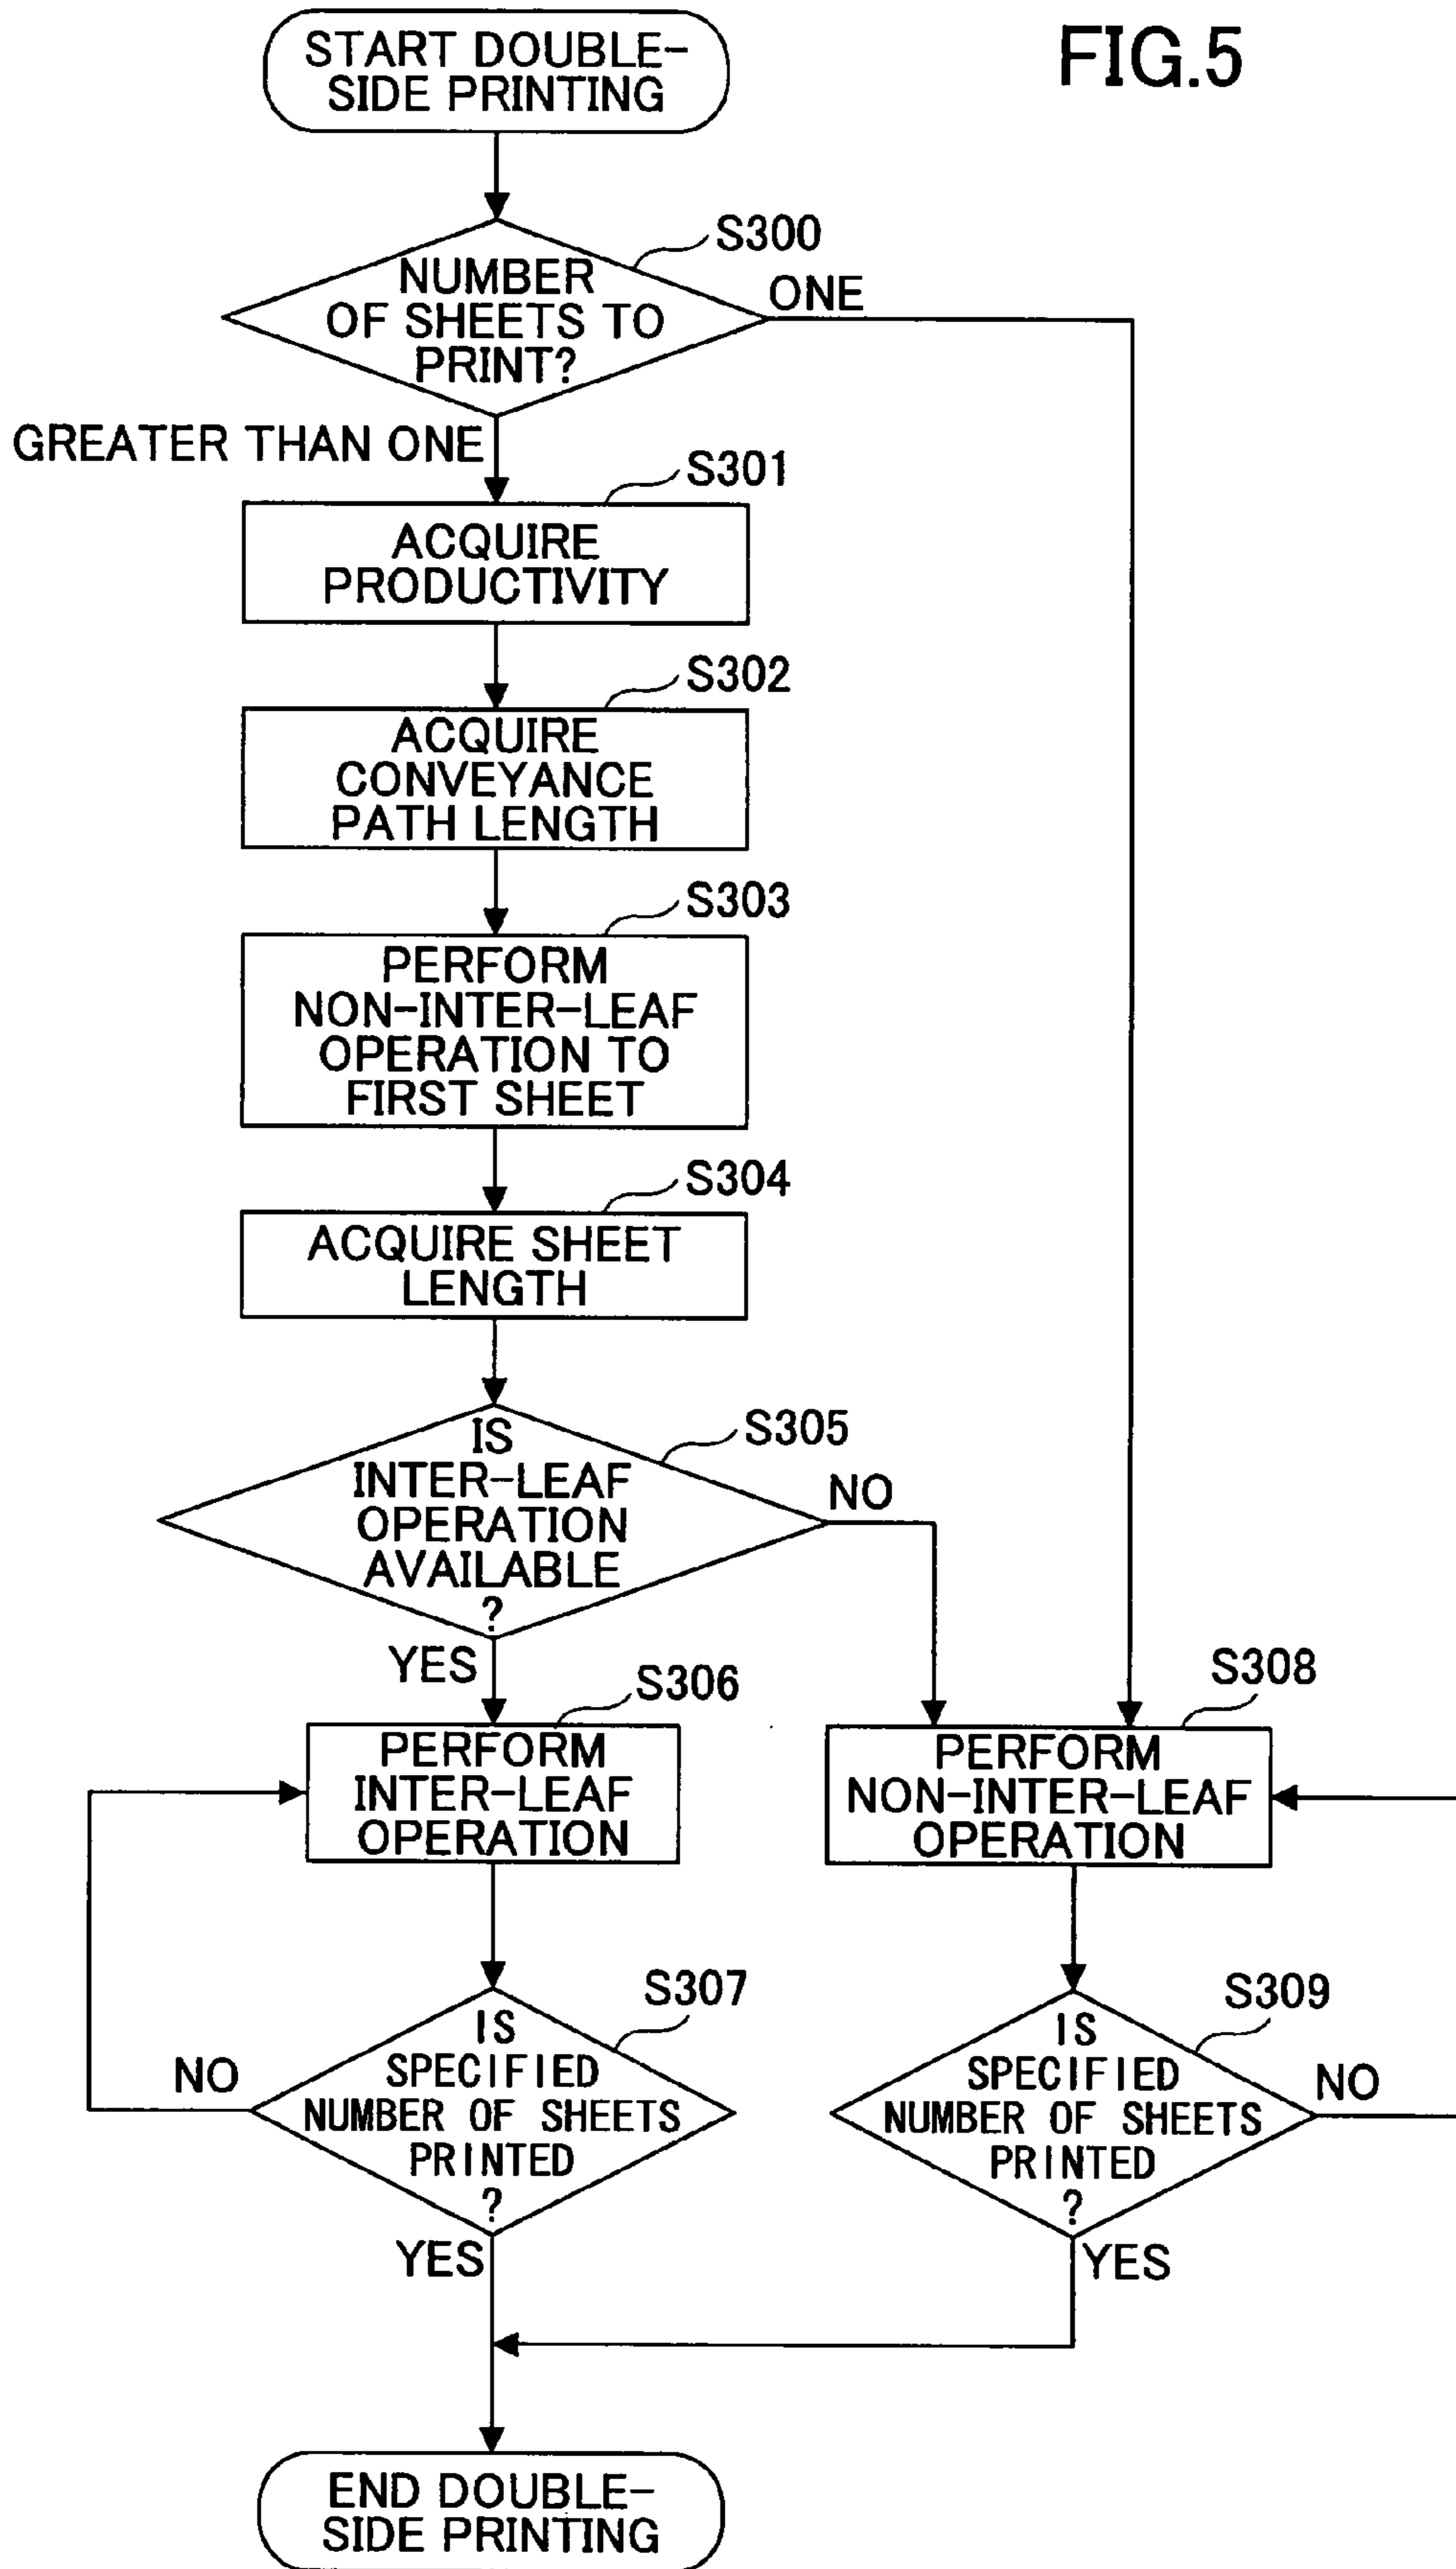 FIG.5
START DOUBLE-
SIDE PRINTING
S300
NUMBER
OF SHEETS TO
PRINT?
ONE
GREATER THAN ONE
S301
ACQUIRE
PRODUCTIVITY
S302
ACQUIRE
CONVEYANCE
PATH LENGTH
S303
PERFORM
NON-INTER-LEAF
OPERATION TO
FIRST SHEET
S304
ACQUIRE SHEET
LENGTH
S305
IS
INTER-LEAF
OPERATION
AVAILABLE
?
NO
YES
S306
PERFORM
INTER-LEAF
OPERATION
S308
PERFORM
NON-INTER-LEAF
OPERATION
S307
IS
SPECIFIED
NUMBER OF SHEETS
PRINTED
?
NO
YES
S309
IS
SPECIFIED
NUMBER OF SHEETS
PRINTED
?
NO
YES
END DOUBLE-
SIDE PRINTING